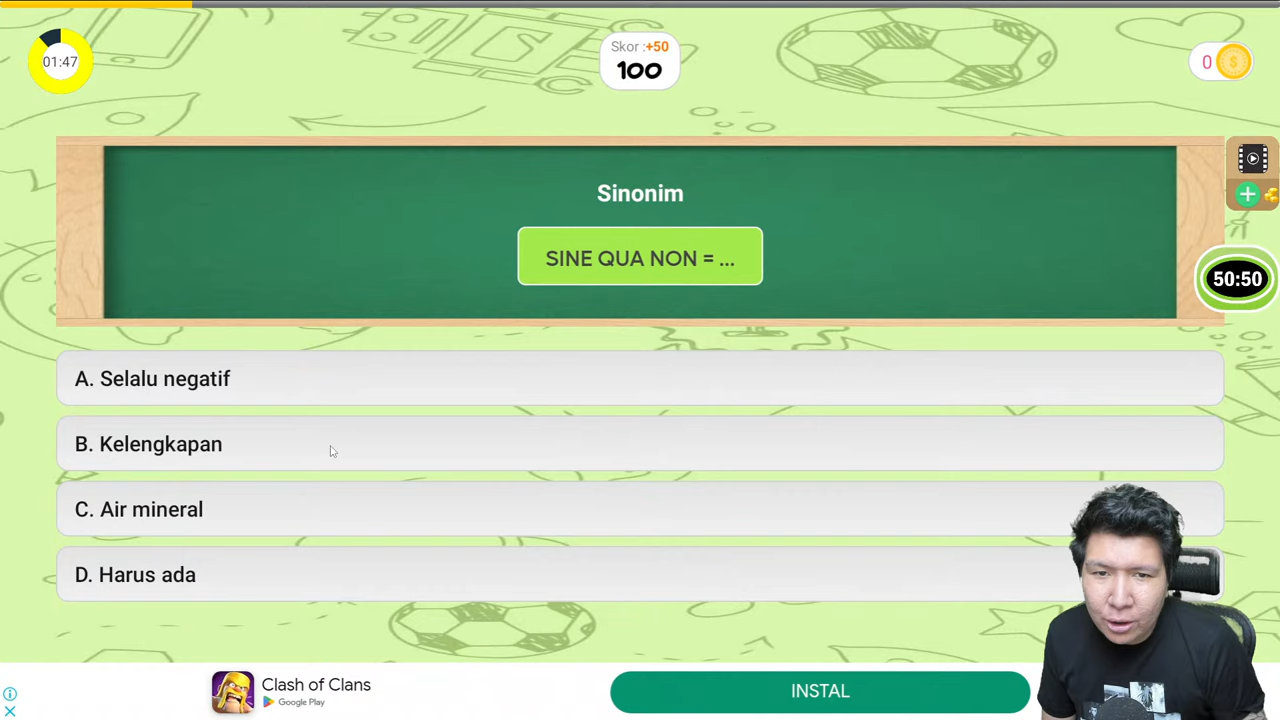 01:47
Skor :+50
100
0
Sinonim
SINE QUA NON = ...
50:50
A. Selalu negatif
B. Kelengkapan
C. Air mineral
D. Harus ada
Clash of Clans
Google Play
INSTAL